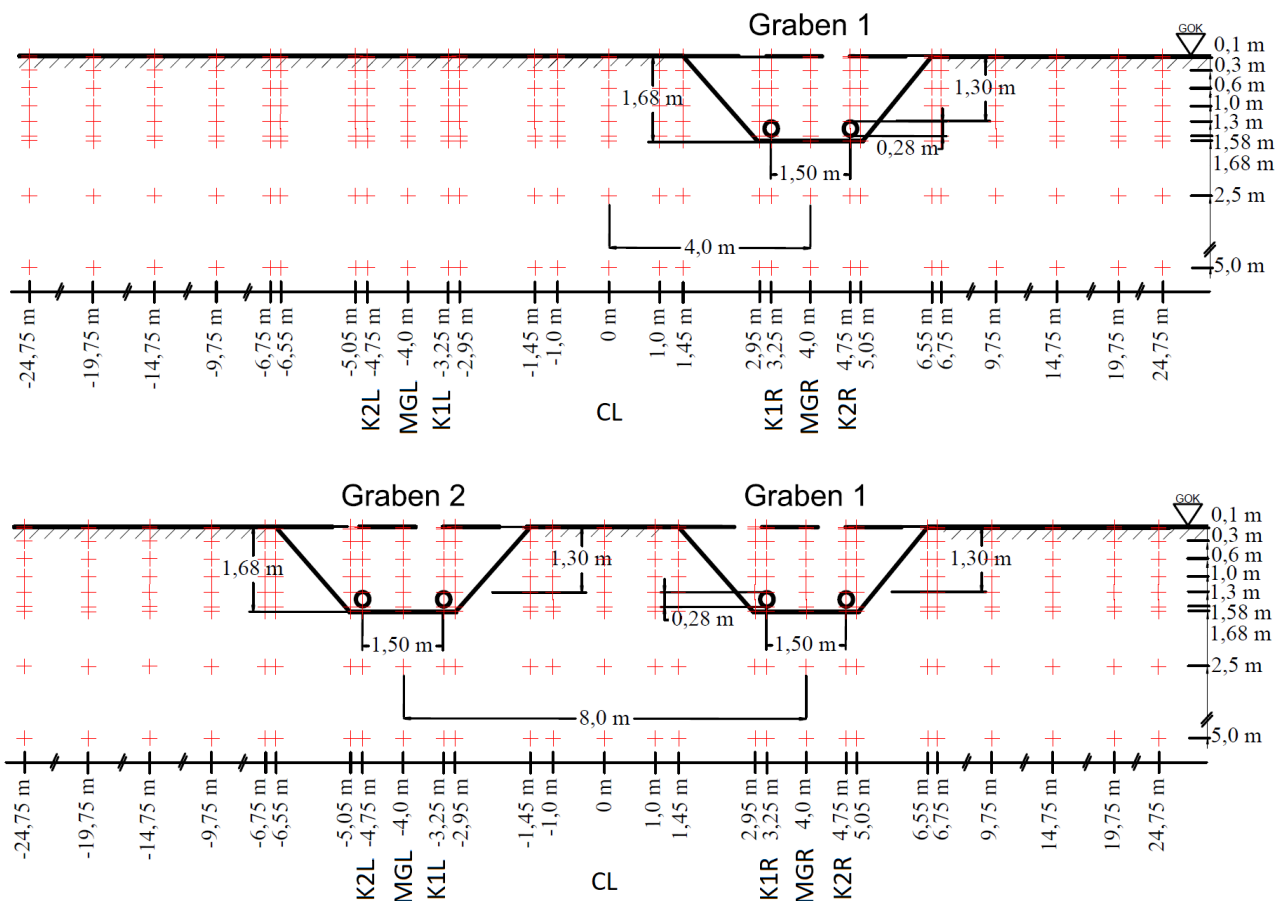 Graben 1
GOK
0,1 m
0,3 m
0,6 m
1,0 m
1,3 m
1,58 m
1,68 m
2,5 m
5,0 m
1,68 m
1,30 m
0,28 m
1,50 m
4,0 m
-24,75 m
-19,75 m
-14,75 m
-9,75 m
-6,75 m
-6,55 m
-5,05 m
-4,75 m
-4,0 m
-3,25 m
-2,95 m
-1,45 m
-1,0 m
0 m
1,0 m
1,45 m
2,95 m
3,25 m
4,0 m
4,75 m
5,05 m
6,55 m
6,75 m
9,75 m
14,75 m
19,75 m
24,75 m
K2L
MGL
K1L
CL
K1R
MGR
K2R
Graben 2
Graben 1
GOK
0,1 m
0,3 m
0,6 m
1,0 m
1,3 m
1,58 m
1,68 m
2,5 m
5,0 m
1,68 m
1,30 m
1,30 m
0,28 m
1,50 m
1,50 m
8,0 m
-24,75 m
-19,75 m
-14,75 m
-9,75 m
-6,75 m
-6,55 m
-5,05 m
-4,75 m
-4,0 m
-3,25 m
-2,95 m
-1,45 m
-1,0 m
0 m
1,0 m
1,45 m
2,95 m
3,25 m
4,0 m
4,75 m
5,05 m
6,55 m
6,75 m
9,75 m
14,75 m
19,75 m
24,75 m
K2L
MGL
K1L
CL
K1R
MGR
K2R